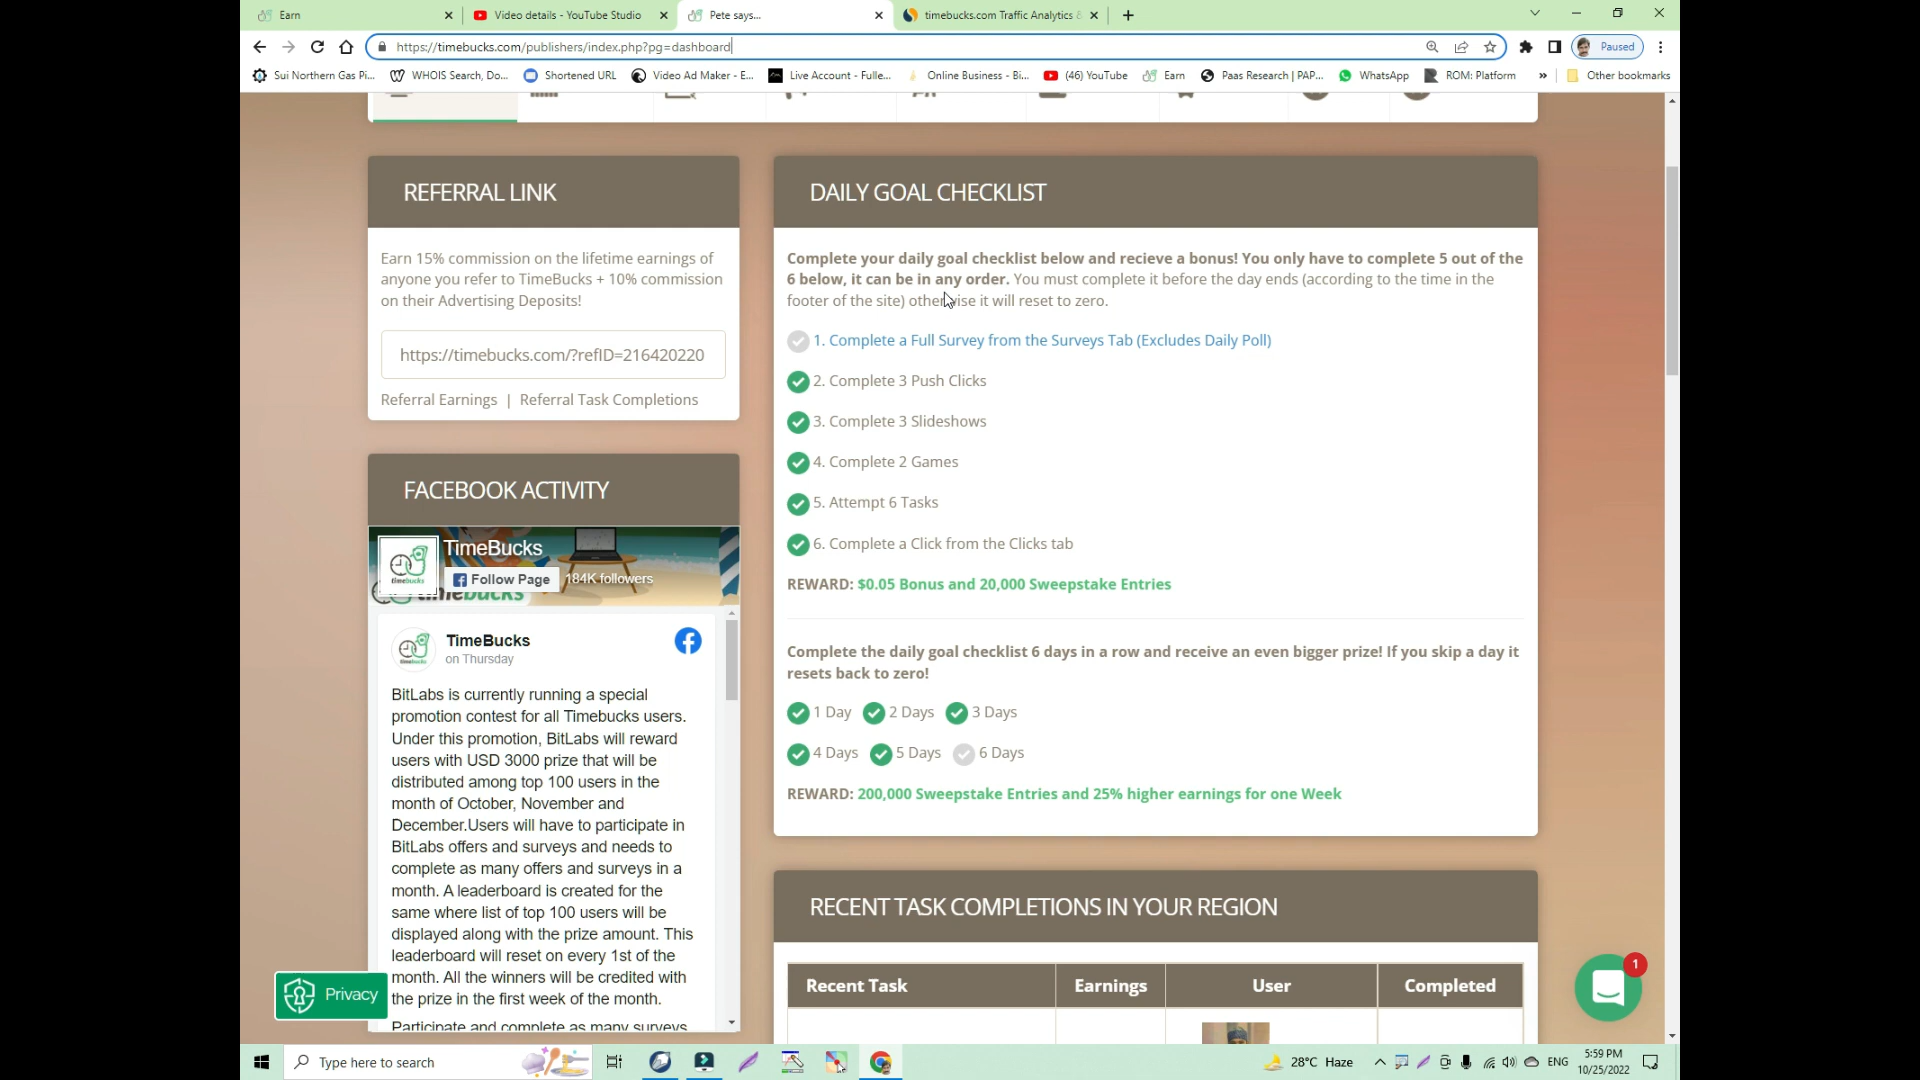 Earn
Video details - YouTube Studio
Pete says...
timebucks.com Traffic Analytics
https://timebucks.com/publishers/index.php?pg=dashboard
Paused
Sui Northern Gas Pi...
WHOIS Search, Do...
Shortened URL
Video Ad Maker - E...
Live Account - Fulle...
Online Business - Bi...
(46) YouTube
Earn
Paas Research | PAP...
WhatsApp
ROM: Platform
»
Other bookmarks
REFERRAL LINK
Earn 15% commission on the lifetime earnings of
anyone you refer to TimeBucks + 10% commission
on their Advertising Deposits!
https://timebucks.com/?refID=216420220
Referral Earnings | Referral Task Completions
FACEBOOK ACTIVITY
TimeBucks
Follow Page
184K followers
timebucks
TimeBucks
on Thursday
BitLabs is currently running a special
promotion contest for all Timebucks users.
Under this promotion, BitLabs will reward
users with USD 3000 prize that will be
distributed among top 100 users in the
month of October, November and
December.Users will have to participate in
BitLabs offers and surveys and needs to
complete as many offers and surveys in a
month. A leaderboard is created for the
same where list of top 100 users will be
displayed along with the prize amount. This
leaderboard will reset on every 1st of the
month. All the winners will be credited with
the prize in the first week of the month.
Participate and complete as many surveys
Privacy
DAILY GOAL CHECKLIST
Complete your daily goal checklist below and recieve a bonus! You only have to complete 5 out of the
6 below, it can be in any order. You must complete it before the day ends (according to the time in the
footer of the site) otherwise it will reset to zero.
1. Complete a Full Survey from the Surveys Tab (Excludes Daily Poll)
2. Complete 3 Push Clicks
3. Complete 3 Slideshows
4. Complete 2 Games
5. Attempt 6 Tasks
6. Complete a Click from the Clicks tab
REWARD: $0.05 Bonus and 20,000 Sweepstake Entries
Complete the daily goal checklist 6 days in a row and receive an even bigger prize! If you skip a day it
resets back to zero!
1 Day 2 Days 3 Days
4 Days 5 Days 6 Days
REWARD: 200,000 Sweepstake Entries and 25% higher earnings for one Week
RECENT TASK COMPLETIONS IN YOUR REGION
Recent Task Earnings User Completed
1
Type here to search
28°C Haze
ENG
5:59 PM
10/25/2022